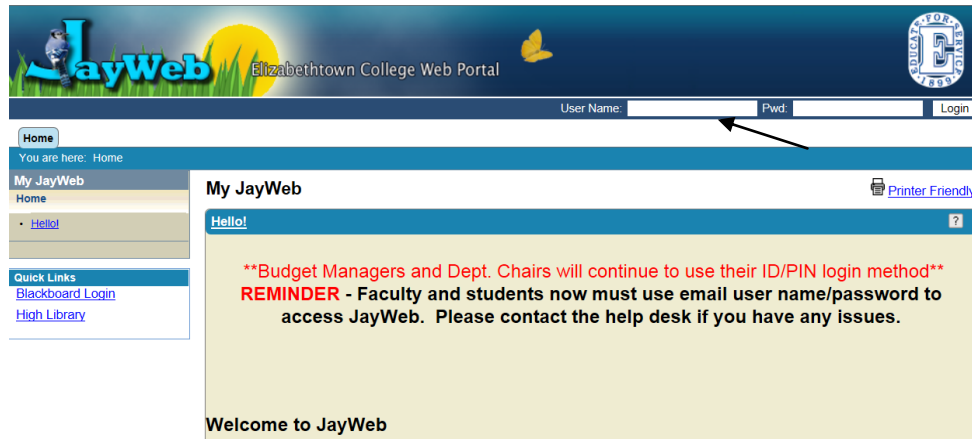 JayWeb
Elizabethtown College Web Portal
EDUCATE FOR SERVICE
1899
User Name: Pwd: Login
Home
You are here: Home
My JayWeb
Home
• Hello!
Quick Links
Blackboard Login
High Library
My JayWeb
Printer Friendly
Hello!
?
**Budget Managers and Dept. Chairs will continue to use their ID/PIN login method**
REMINDER - Faculty and students now must use email user name/password to
access JayWeb. Please contact the help desk if you have any issues.
Welcome to JayWeb